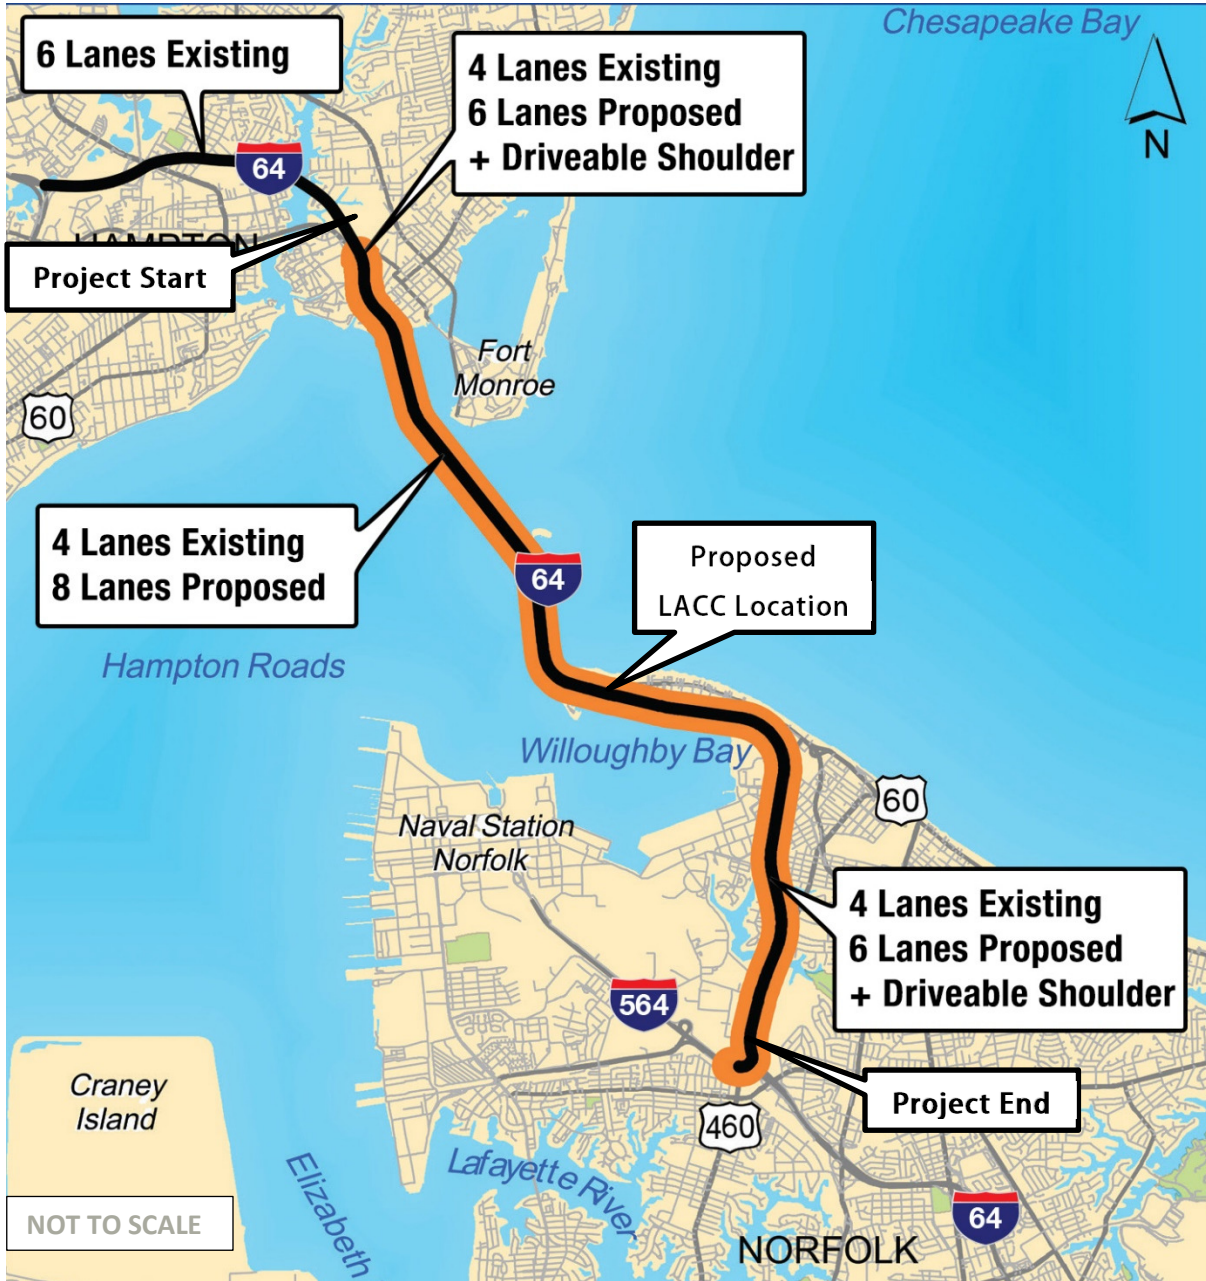 Chesapeake Bay
6 Lanes Existing
4 Lanes Existing
6 Lanes Proposed
+ Driveable Shoulder
N
64
HAMPTON
Project Start
Fort
Monroe
60
4 Lanes Existing
8 Lanes Proposed
64
Proposed
LACC Location
Hampton Roads
Willoughby Bay
60
Naval Station
Norfolk
4 Lanes Existing
6 Lanes Proposed
+ Driveable Shoulder
564
Project End
Craney
Island
460
Lafayette River
Elizabeth
NOT TO SCALE
64
NORFOLK